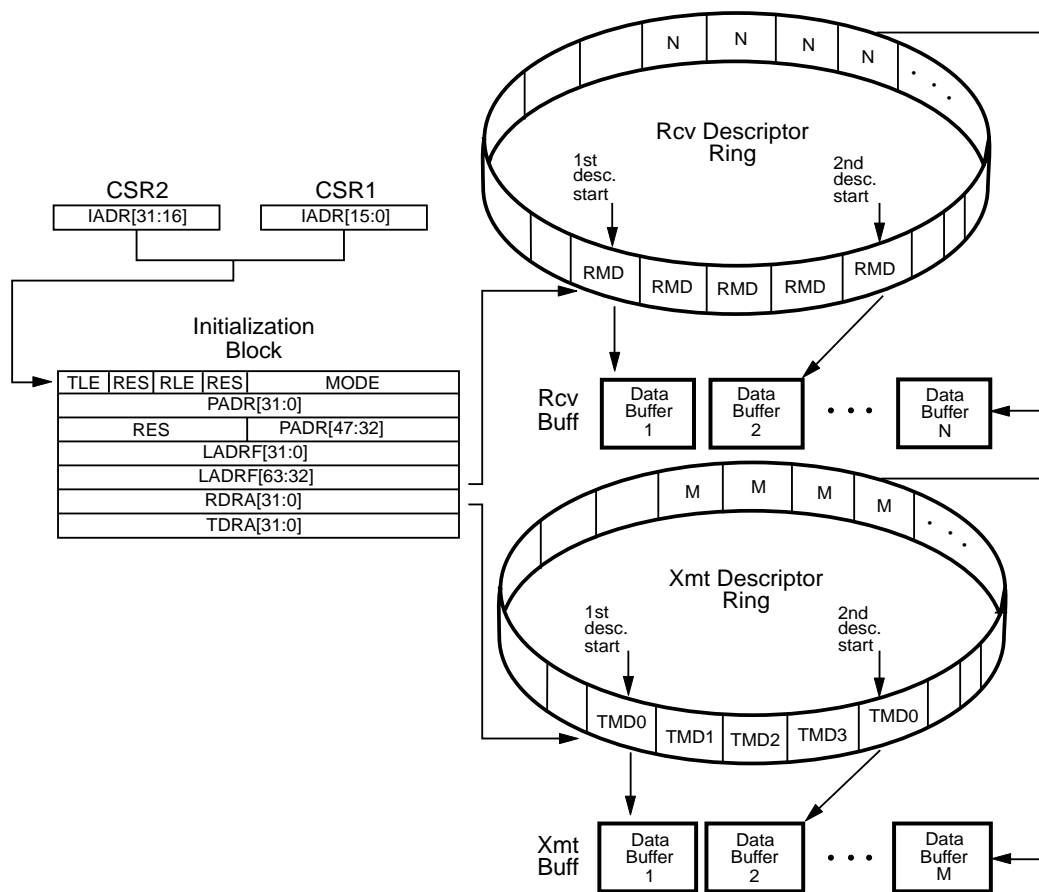 N N N N . . .
Rcv Descriptor
Ring
1st
desc.
start
2nd
desc.
start
CSR2
IADR[31:16]
CSR1
IADR[15:0]
RMD RMD RMD RMD RMD
Initialization
Block
TLE RES RLE RES MODE
PADR[31:0]
RES PADR[47:32]
LADRF[31:0]
LADRF[63:32]
RDRA[31:0]
TDRA[31:0]
Rcv
Buff
Data
Buffer
1
Data
Buffer
2
• • •
Data
Buffer
N
M M M M . . .
Xmt Descriptor
Ring
1st
desc.
start
2nd
desc.
start
TMD0 TMD1 TMD2 TMD3 TMD0
Xmt
Buff
Data
Buffer
1
Data
Buffer
2
• • •
Data
Buffer
M